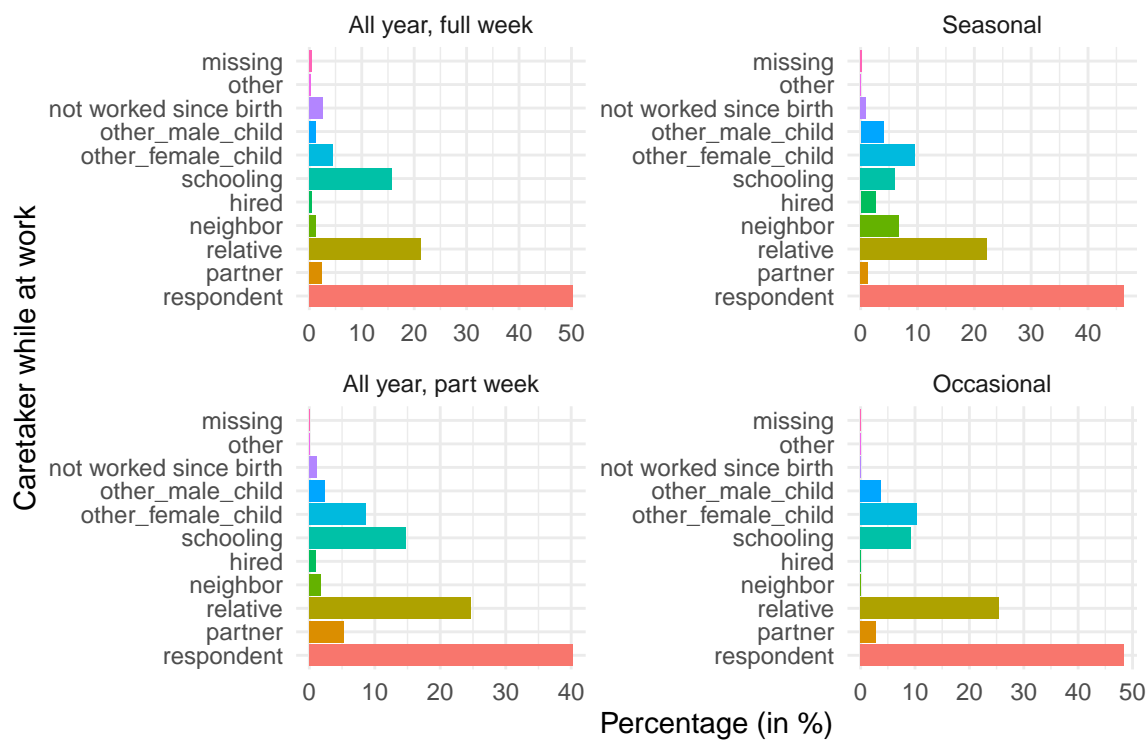 All year, full week
missing
other
not worked since birth
other_male_child
other_female_child
schooling
hired
neighbor
relative
partner
respondent
0 10 20 30 40 50
Seasonal
missing
other
not worked since birth
other_male_child
other_female_child
schooling
hired
neighbor
relative
partner
respondent
0 10 20 30 40
All year, part week
missing
other
not worked since birth
other_male_child
other_female_child
schooling
hired
neighbor
relative
partner
respondent
0 10 20 30 40
Occasional
missing
other
not worked since birth
other_male_child
other_female_child
schooling
hired
neighbor
relative
partner
respondent
0 10 20 30 40 50
Caretaker while at work
Percentage (in %)